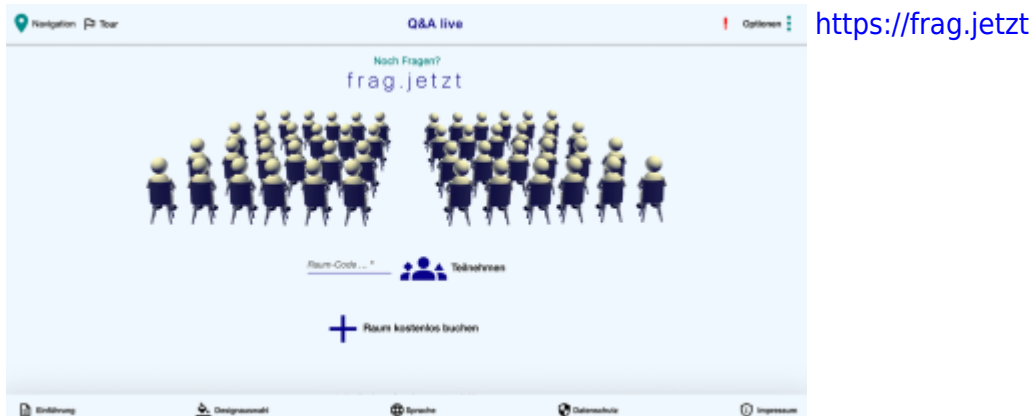 Navigation Tour Q&A live ! Optionen
https://frag.jetzt
Noch Fragen?
frag.jetzt
Raum-Code ... * Teilnehmen
Raum kostenlos buchen
Einführung Designauswahl Sprache Datenschutz Impressum